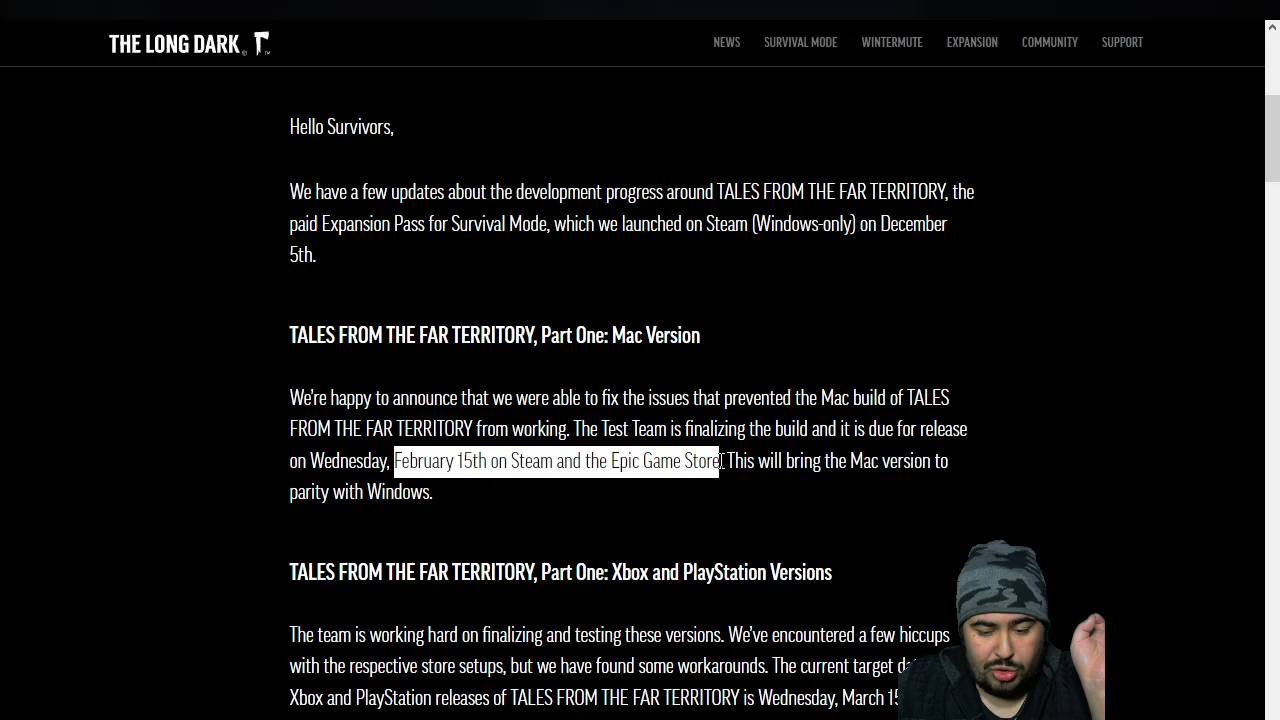 THE LONG DARK
NEWS SURVIVAL MODE WINTERMUTE EXPANSION COMMUNITY SUPPORT
Hello Survivors,
We have a few updates about the development progress around TALES FROM THE FAR TERRITORY, the
paid Expansion Pass for Survival Mode, which we launched on Steam (Windows-only) on December
5th.
TALES FROM THE FAR TERRITORY, Part One: Mac Version
We're happy to announce that we were able to fix the issues that prevented the Mac build of TALES
FROM THE FAR TERRITORY from working. The Test Team is finalizing the build and it is due for release
on Wednesday, February 15th on Steam and the Epic Game Store. This will bring the Mac version to
parity with Windows.
TALES FROM THE FAR TERRITORY, Part One: Xbox and PlayStation Versions
The team is working hard on finalizing and testing these versions. We've encountered a few hiccups
with the respective store setups, but we have found some workarounds. The current target
Xbox and PlayStation releases of TALES FROM THE FAR TERRITORY is Wednesday, March